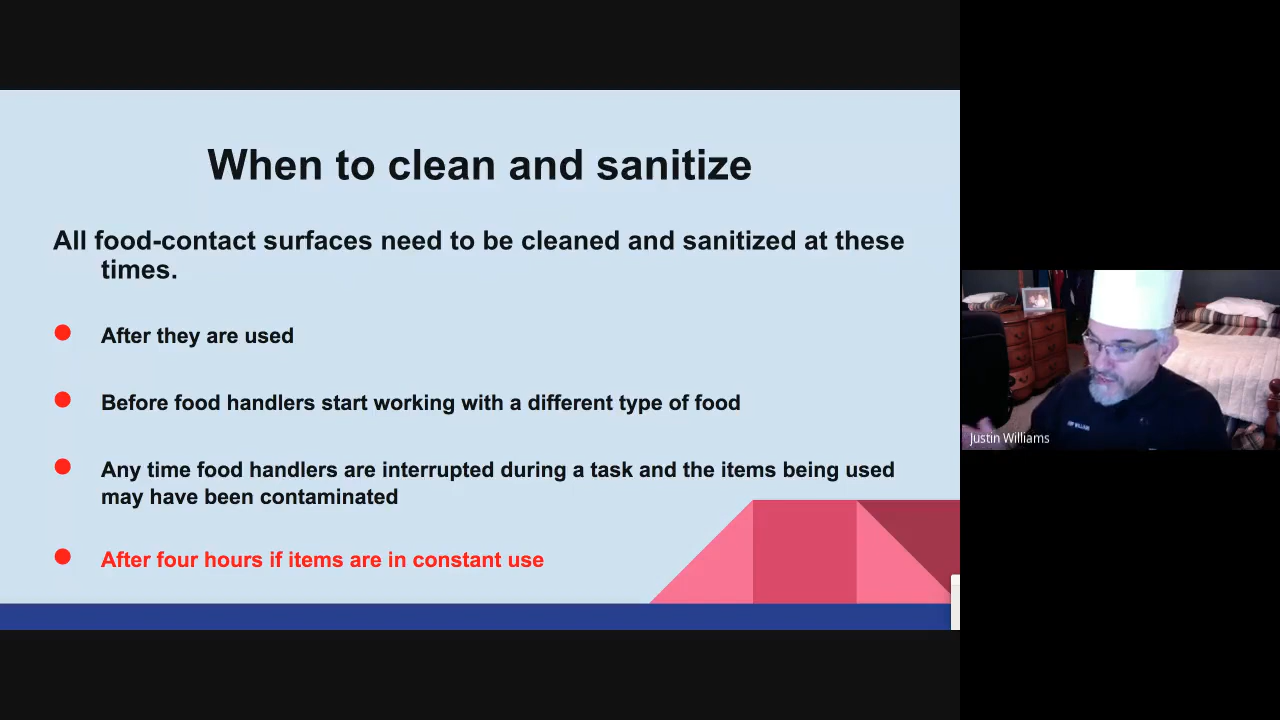 When to clean and sanitize
All food-contact surfaces need to be cleaned and sanitized at these
times.
After they are used
Before food handlers start working with a different type of food
Any time food handlers are interrupted during a task and the items being used
may have been contaminated
After four hours if items are in constant use
Justin Williams